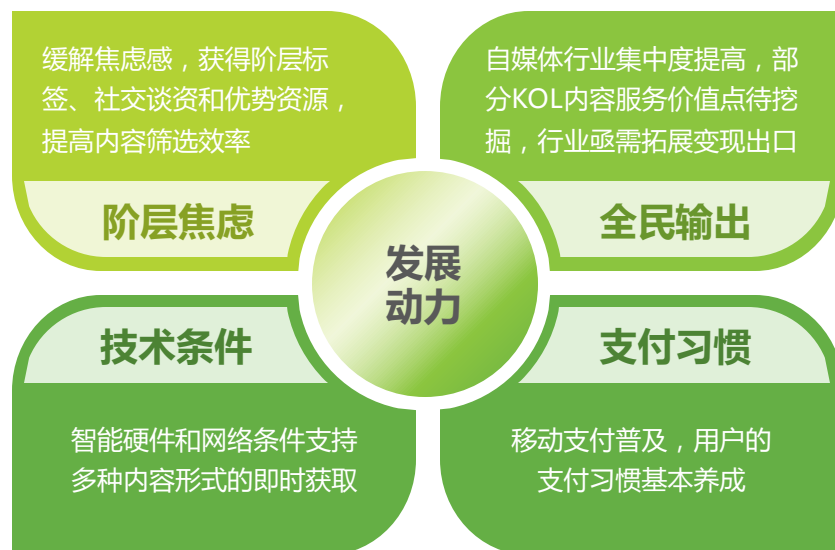 缓解焦虑感，获得阶层标
签、社交谈资和优势资源，
提高内容筛选效率
阶层焦虑
自媒体行业集中度提高，部
分KOL内容服务价值点待挖
掘，行业亟需拓展变现出口
全民输出
发展
动力
技术条件
智能硬件和网络条件支持
多种内容形式的即时获取
支付习惯
移动支付普及，用户的
支付习惯基本养成